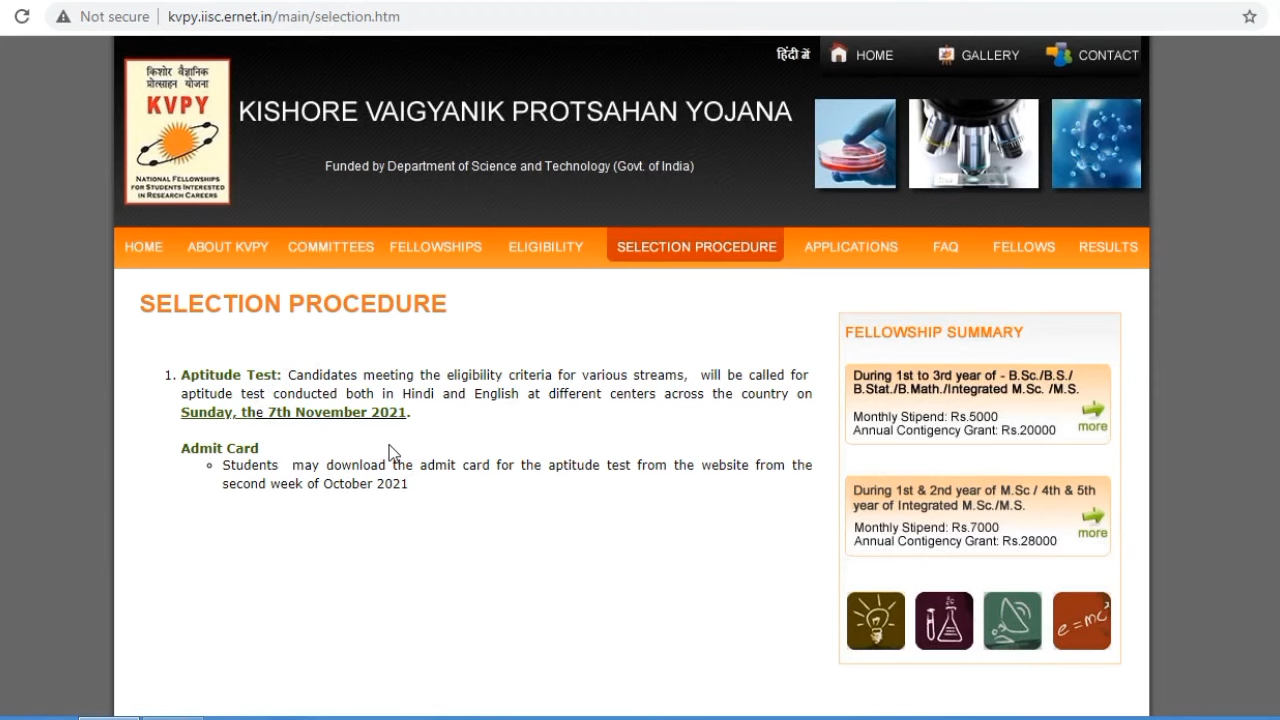 Not secure kvpy.iisc.ernet.in/main/selection.htm
हिंदी में HOME GALLERY CONTACT
किशोर वैज्ञानिक
प्रोत्साहन योजना
KVPY
NATIONAL FELLOWSHIPS
FOR STUDENTS INTERESTED
IN RESEARCH CAREERS
KISHORE VAIGYANIK PROTSAHAN YOJANA
Funded by Department of Science and Technology (Govt. of India)
HOME ABOUT KVPY COMMITTEES FELLOWSHIPS ELIGIBILITY SELECTION PROCEDURE APPLICATIONS FAQ FELLOWS RESULTS
SELECTION PROCEDURE
1. Aptitude Test: Candidates meeting the eligibility criteria for various streams, will be called for
aptitude test conducted both in Hindi and English at different centers across the country on
Sunday, the 7th November 2021.
Admit Card
Students may download the admit card for the aptitude test from the website from the
second week of October 2021
FELLOWSHIP SUMMARY
During 1st to 3rd year of - B.Sc./B.S./
B.Stat./B.Math./Integrated M.Sc. /M.S.
Monthly Stipend: Rs.5000
Annual Contigency Grant: Rs.20000
more
During 1st & 2nd year of M.Sc / 4th & 5th
year of Integrated M.Sc./M.S.
Monthly Stipend: Rs.7000
Annual Contigency Grant: Rs.28000
more
e=mc²